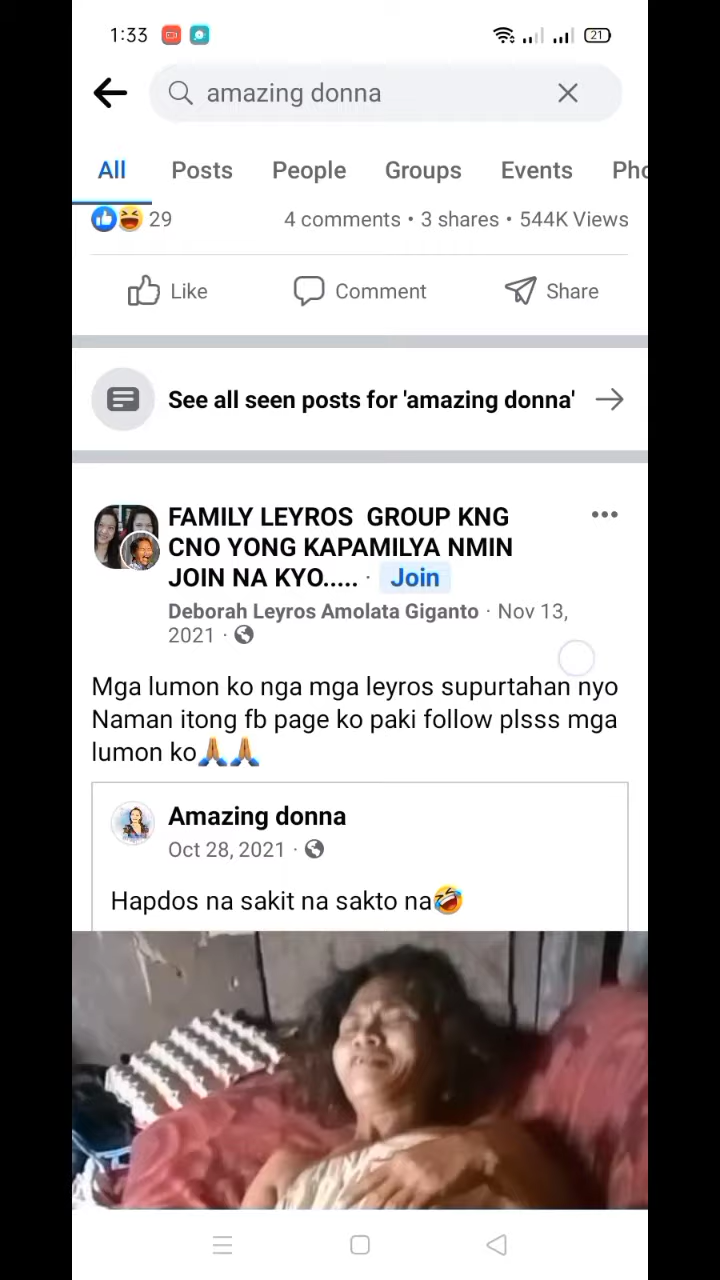 1:33
21
amazing donna
All Posts People Groups Events Pho
29 4 comments • 3 shares • 544K Views
Like Comment Share
See all seen posts for 'amazing donna'
FAMILY LEYROS GROUP KNG
CNO YONG KAPAMILYA NMIN
JOIN NA KYO..... · Join
Deborah Leyros Amolata Giganto · Nov 13,
2021 ·
Mga lumon ko nga mga leyros supurtahan nyo
Naman itong fb page ko paki follow plsss mga
lumon ko🙏🙏
Amazing donna
Oct 28, 2021 ·
Hapdos na sakit na sakto na🤣